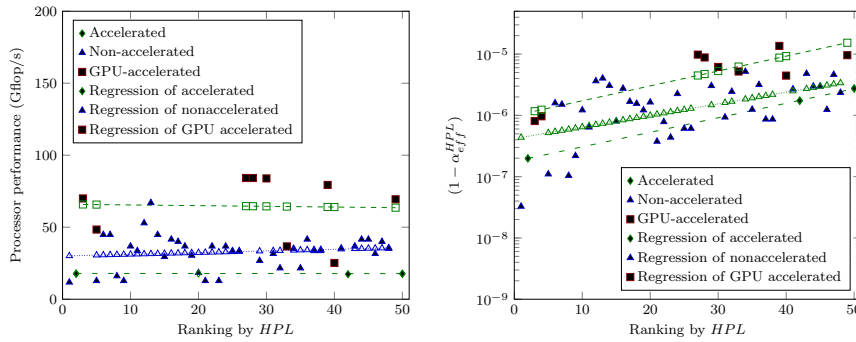 200
150
100
50
0
0
10
20
30
40
50
Ranking by HPL
Processor performance (Gflop/s)
Accelerated
Non-accelerated
GPU-accelerated
Regression of accelerated
Regression of nonaccelerated
Regression of GPU accelerated
10−5
10−6
10−7
10−8
10−9
0
10
20
30
40
50
Ranking by HPL
(1 − αHPLeff)
Accelerated
Non-accelerated
GPU-accelerated
Regression of accelerated
Regression of nonaccelerated
Regression of GPU accelerated